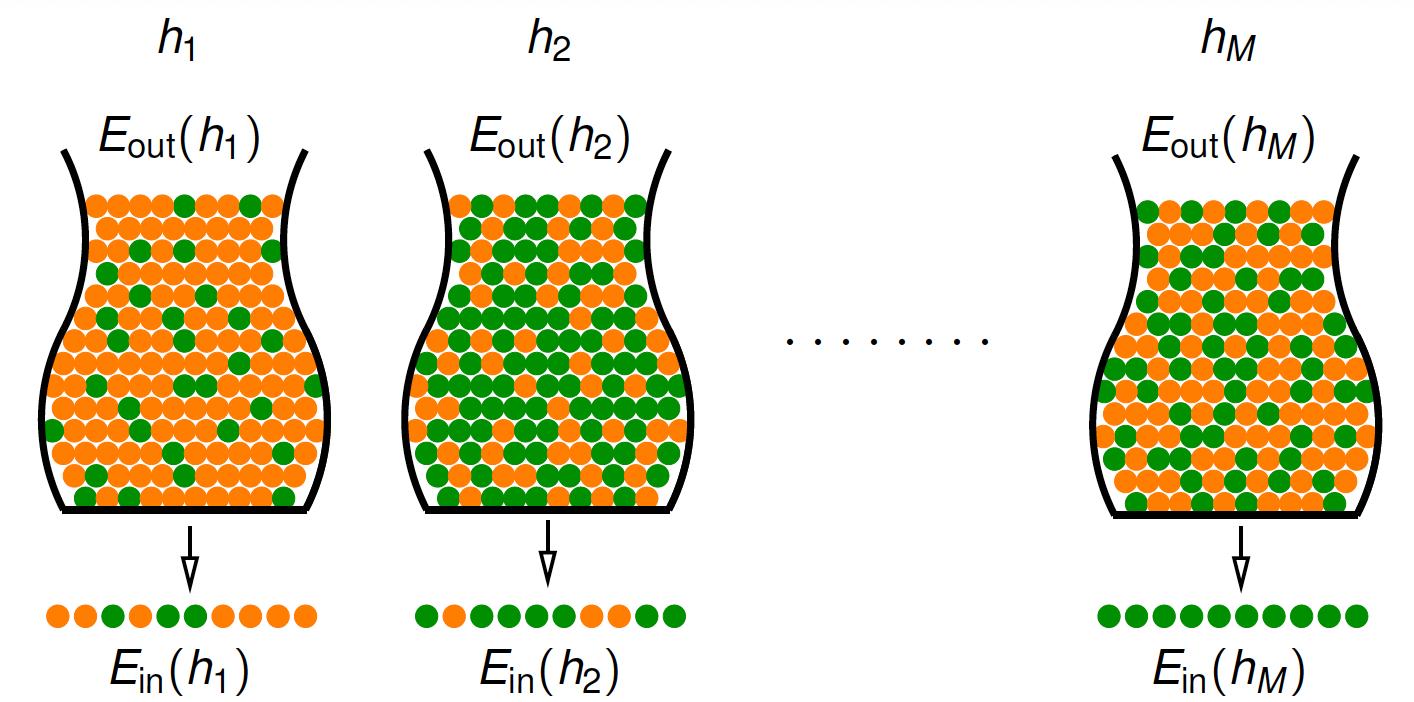 h1 h2 hM
Eout(h1) Eout(h2) Eout(hM)
. . . . . . . .
Ein(h1) Ein(h2) Ein(hM)